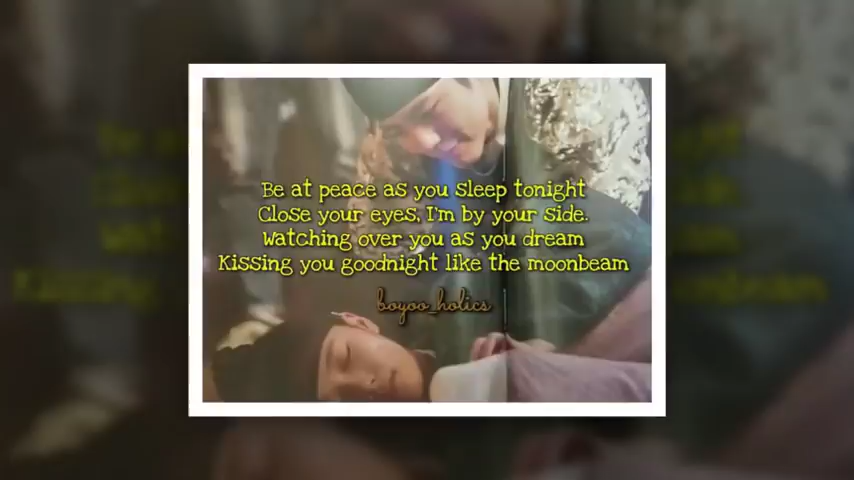 Be at peace as you sleep tonight
Close your eyes, I'm by your side.
Watching over you as you dream
Kissing you goodnight like the moonbeam
boyoo_holics